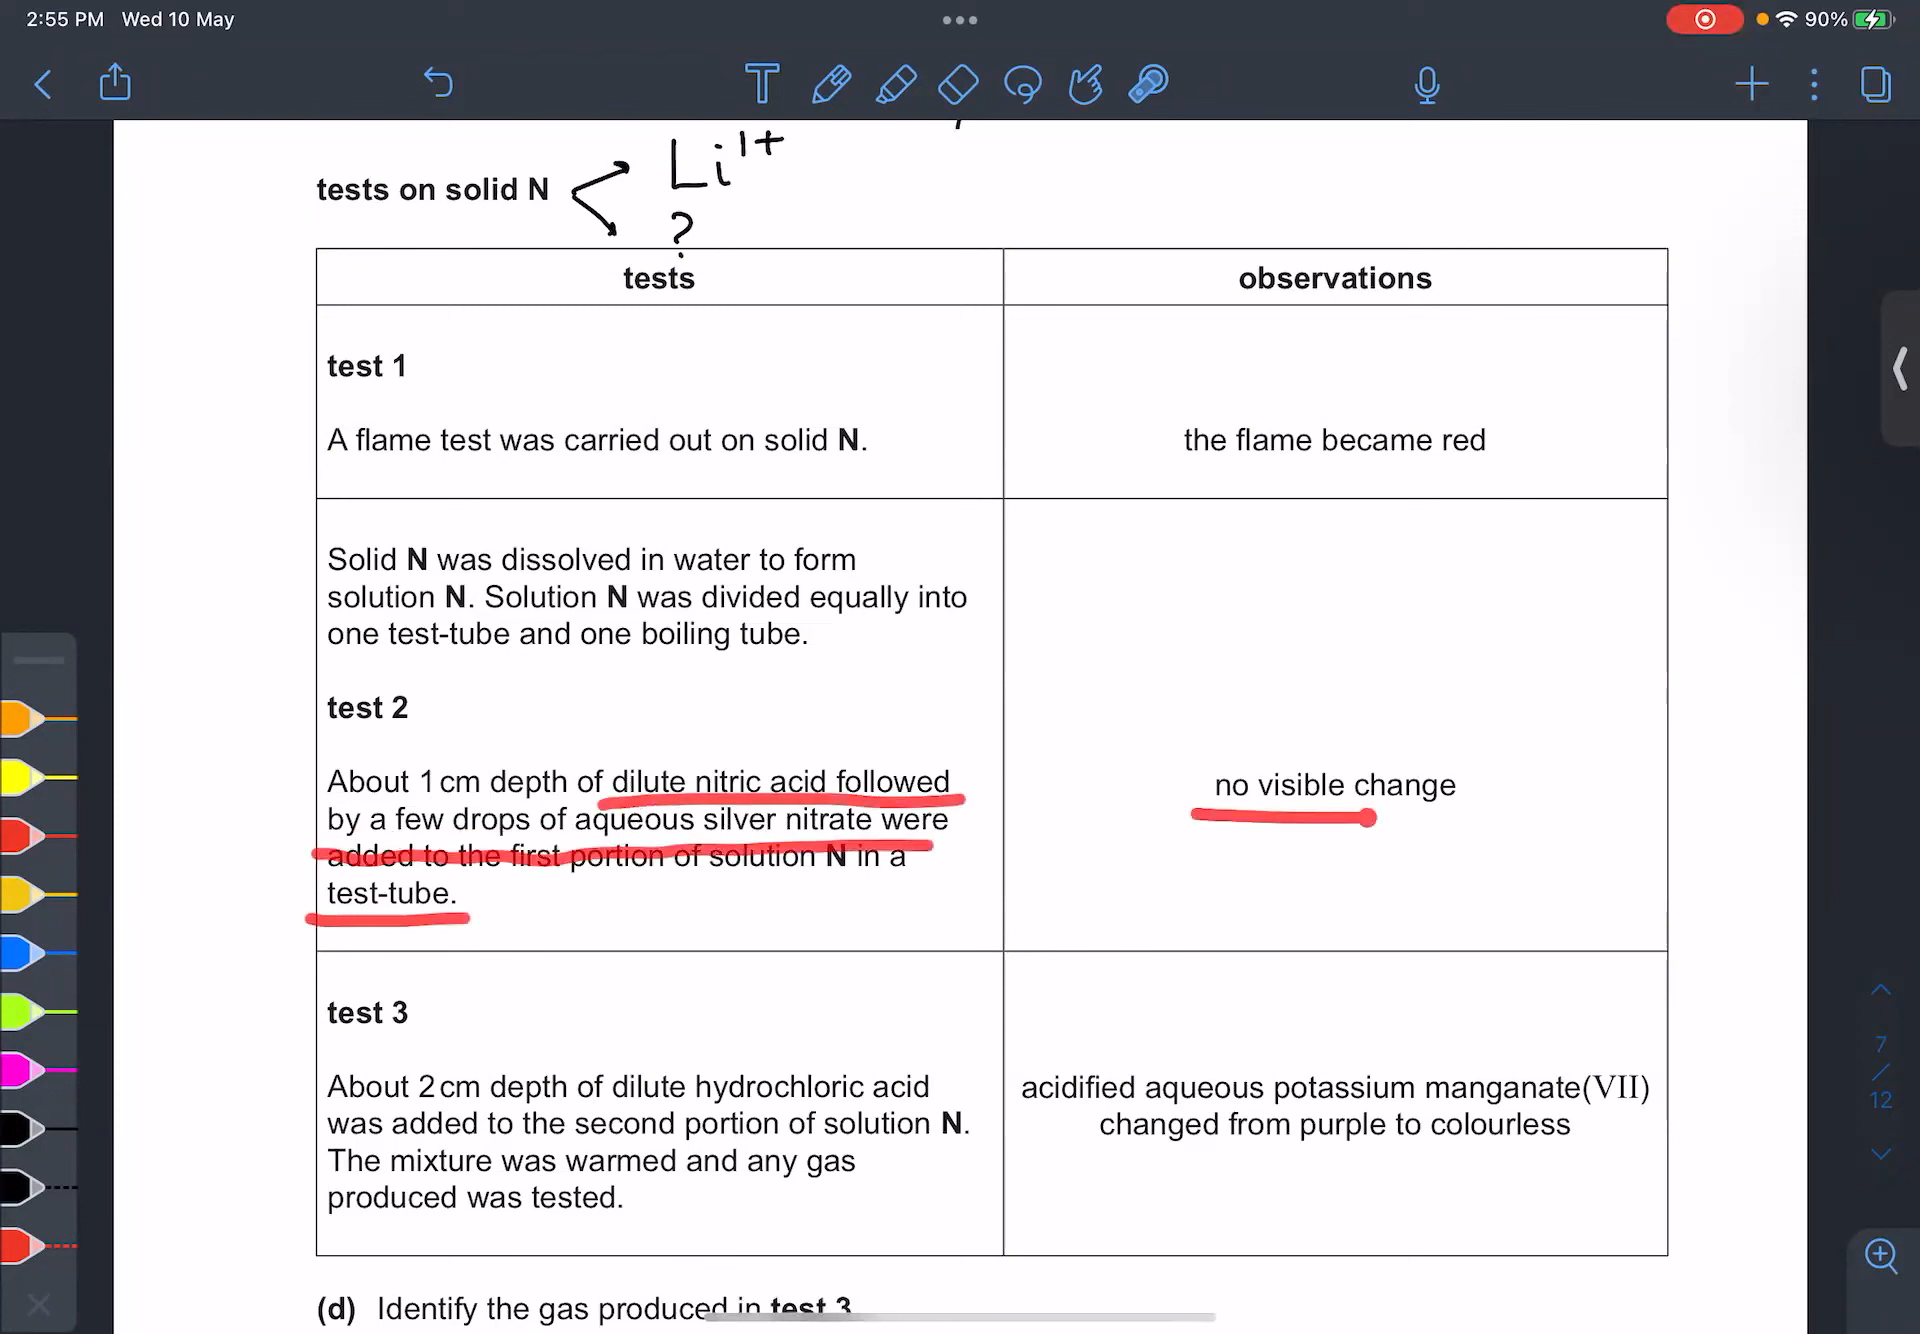 2:55 PM Wed 10 May
90%
Li¹⁺
tests on solid N
?
tests
observations
test 1
A flame test was carried out on solid N.
the flame became red
Solid N was dissolved in water to form
solution N. Solution N was divided equally into
one test-tube and one boiling tube.
test 2
About 1 cm depth of dilute nitric acid followed
by a few drops of aqueous silver nitrate were
added to the first portion of solution N in a
test-tube.
no visible change
test 3
About 2 cm depth of dilute hydrochloric acid
was added to the second portion of solution N.
The mixture was warmed and any gas
produced was tested.
acidified aqueous potassium manganate(VII)
changed from purple to colourless
7
/
12
(d) Identify the gas produced in test 3